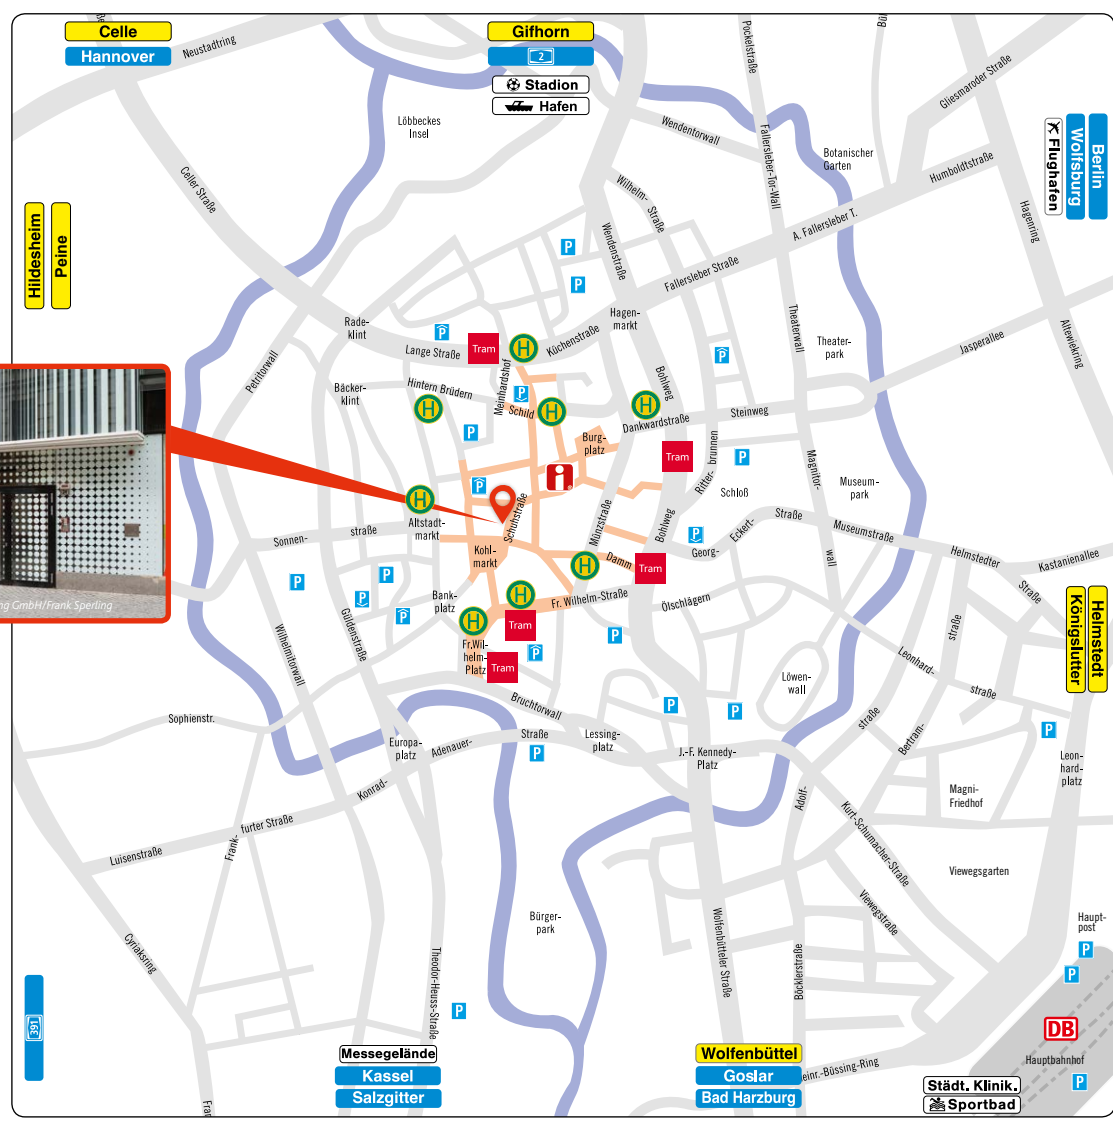 Celle
Hannover
Neustadtring
Gifhorn
2
Stadion
Hafen
Pockelstraße
Gliesmaroder Straße
Berlin
Wolfsburg
Flughafen
Löbbeckes
Insel
Wendentorwall
Fallersleber-Tor-Wall
Botanischer
Garten
Humboldtstraße
Celler Straße
Wilhelm-
Straße
Hagenring
Hildesheim
Peine
Wendenstraße
A. Fallersleber T.
Fallersleber Straße
P
P
Hagen-
markt
Theaterwall
Altewiekring
Rade-
klint
P
Lange Straße
Tram
H
Küchenstraße
Theater-
park
Jasperallee
P
Petritorwall
Meinhardshof
Bohlweg
Bäcker-
klint
Hintern Brüdern
P
H
Schild
H
H
Dankwardstraße
Steinweg
P
Burg-
platz
Tram
Ritter-
brunnen
P
Magnitor-
wall
i
Schloß
Museum-
park
P
H
Altstadt-
markt
Schuhstraße
Münzstraße
Bohlweg
Sonnen-
straße
Kohl-
markt
Damm
Tram
Georg-
Eckert-
Straße
P
Museumstraße
Helmstedter
Straße
Kastanienallee
H
P
P
P
P
Güldenstraße
Bank-
platz
H
Fr. Wilhelm-Straße
Ölschlägern
ng GmbH/Frank Sperling
H
Tram
Fr.Wil-
helm-
Platz
Tram
P
P
Wilhelmitorwall
Leonhard-
straße
straße
Helmstedt
Königslutter
Löwen-
wall
Bruchtorwall
P
P
Sophienstr.
Europa-
platz
Konrad-
Adenauer-
Straße
P
Lessing-
platz
J.-F. Kennedy-
Platz
Bertram-
straße
P
Leon-
hard-
platz
Adolf-
Magni-
Friedhof
Luisenstraße
Frank-
furter Straße
Kurt-Schumacher-Straße
Viewegsgarten
Viewegstraße
Cyriaksring
Bürger-
park
Wolfenbütteler Straße
Böcklerstraße
Theodor-Heuss-Straße
P
Haupt-
post
P
P
391
DB
Hauptbahnhof
P
Messegelände
Kassel
Salzgitter
Wolfenbüttel
Goslar
Bad Harzburg
einr.-Büssing-Ring
Städt. Klinik.
Sportbad